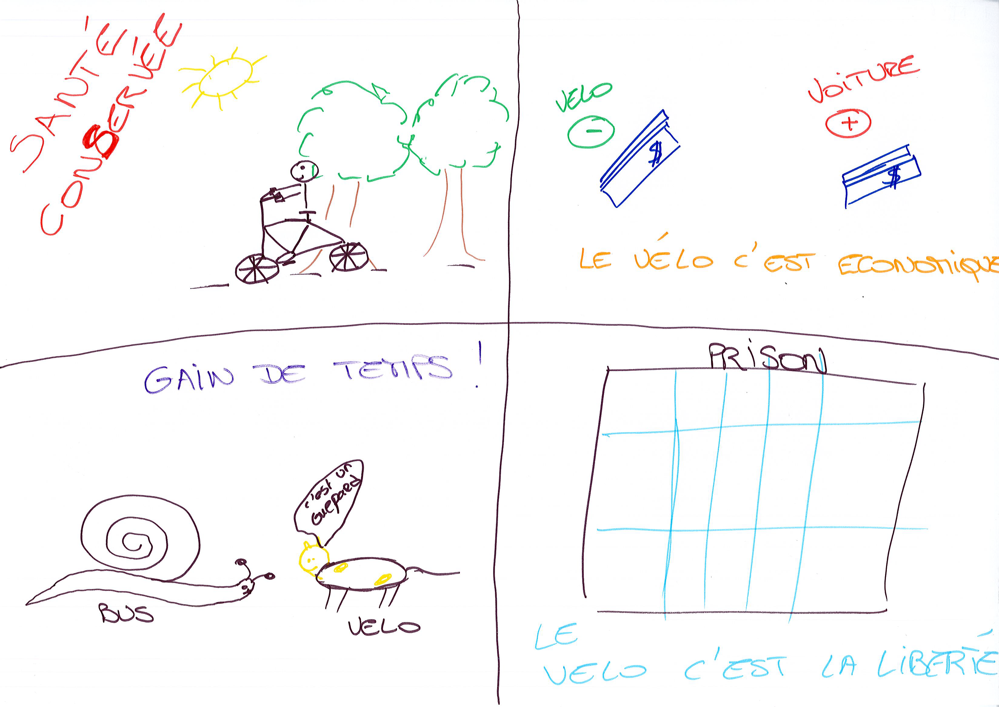 SANTÉ
CONSERVÉE
VELO
-
$
VOITURE
+
$
LE VÉLO C'EST ECONOMIQUE
GAIN DE TEMPS !
c'est un
Guepard
BUS
VELO
PRISON
LE
VELO C'EST LA LIBERTÉ